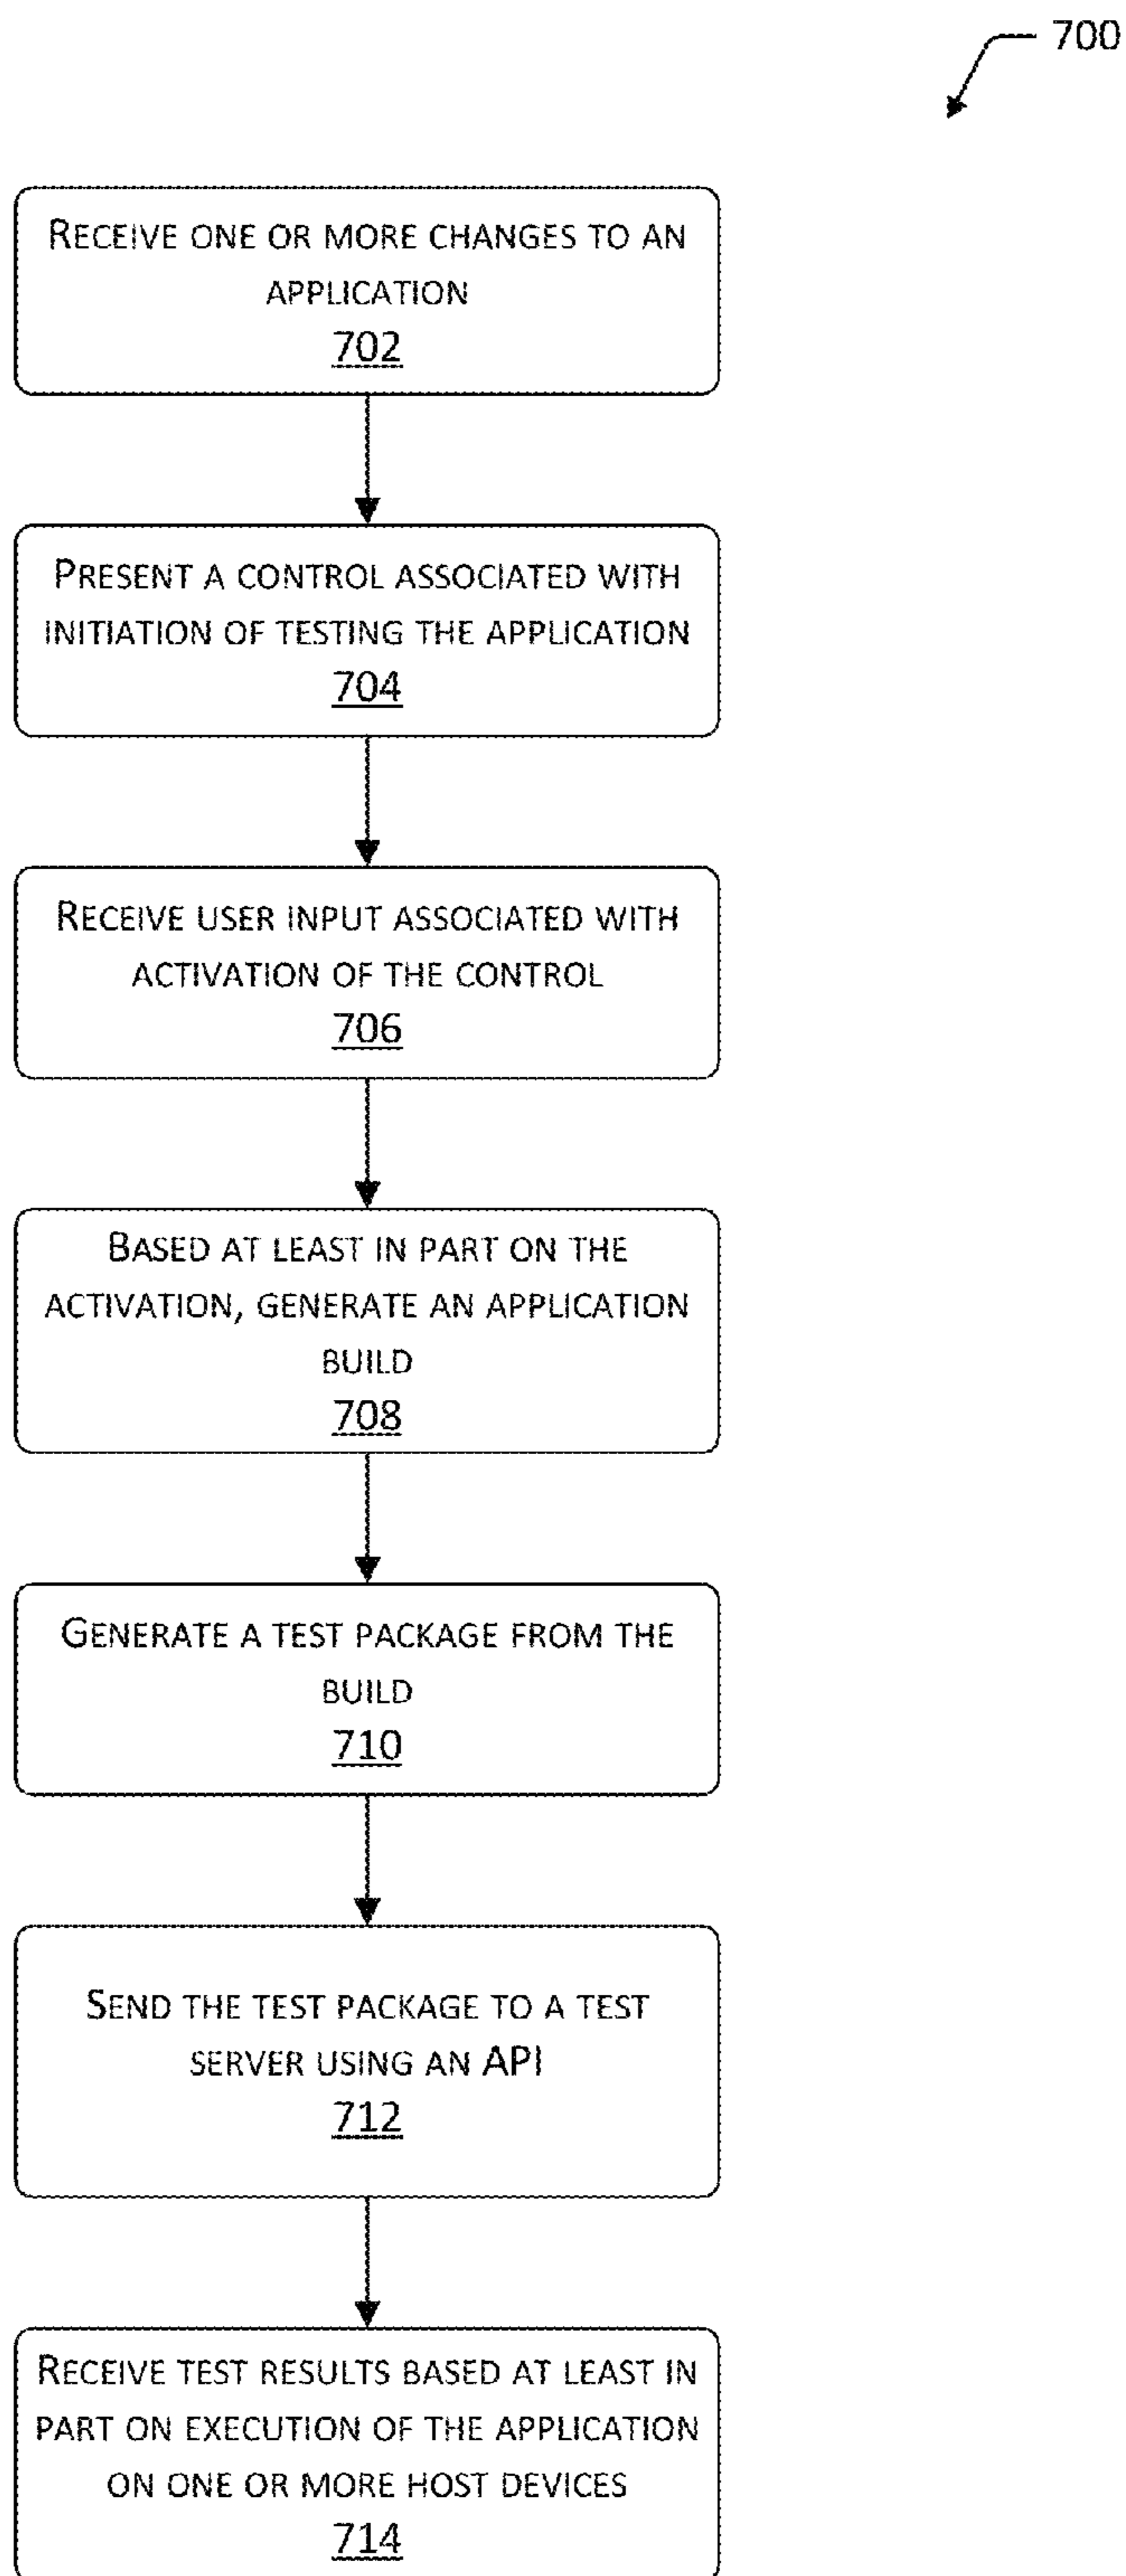 700
RECEIVE ONE OR MORE CHANGES TO AN
APPLICATION
702
PRESENT A CONTROL ASSOCIATED WITH
INITIATION OF TESTING THE APPLICATION
704
RECEIVE USER INPUT ASSOCIATED WITH
ACTIVATION OF THE CONTROL
706
BASED AT LEAST IN PART ON THE
ACTIVATION, GENERATE AN APPLICATION
BUILD
708
GENERATE A TEST PACKAGE FROM THE
BUILD
710
SEND THE TEST PACKAGE TO A TEST
SERVER USING AN API
712
RECEIVE TEST RESULTS BASED AT LEAST IN
PART ON EXECUTION OF THE APPLICATION
ON ONE OR MORE HOST DEVICES
714